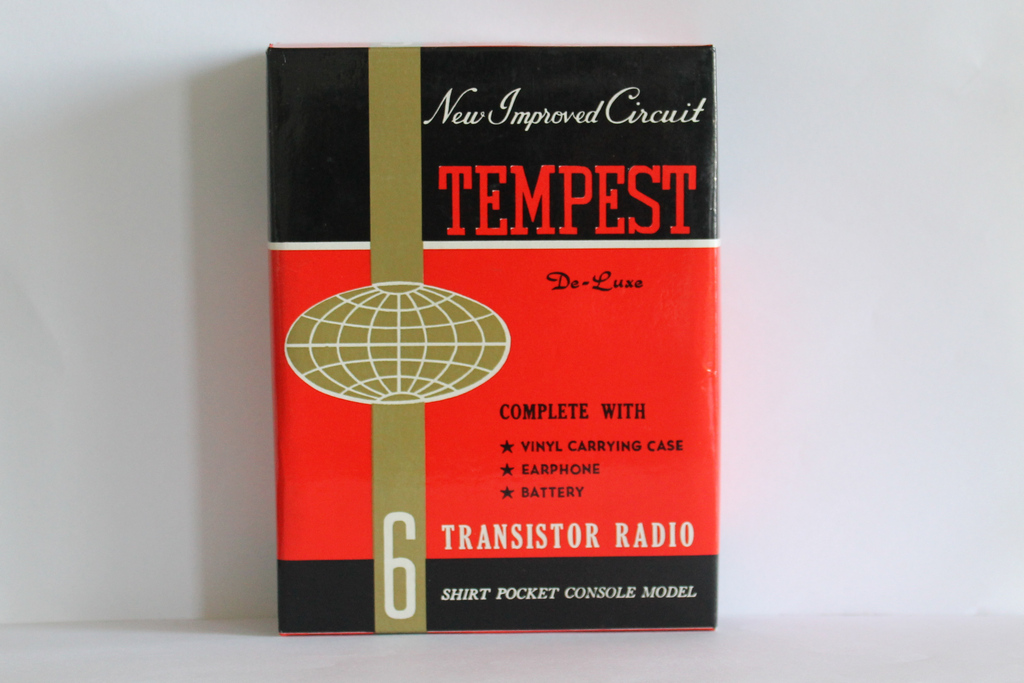 New Improved Circuit
TEMPEST
De-Luxe
COMPLETE WITH
★ VINYL CARRYING CASE
★ EARPHONE
★ BATTERY
6 TRANSISTOR RADIO
SHIRT POCKET CONSOLE MODEL